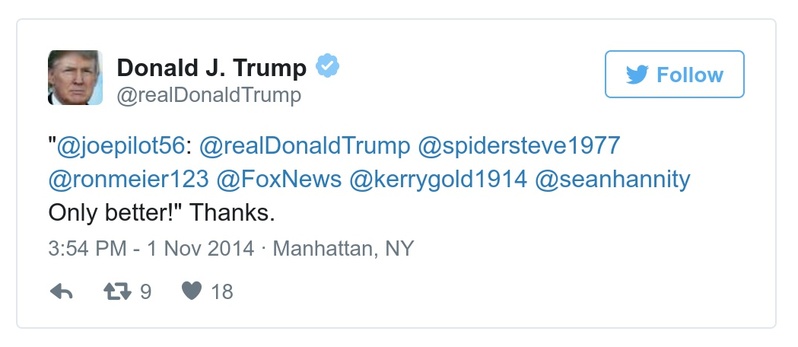 Donald J. Trump
Follow
@realDonaldTrump
"@joepilot56: @realDonaldTrump @spidersteve1977
@ronmeier123 @FoxNews @kerrygold1914 @seanhannity
Only better!" Thanks.
3:54 PM - 1 Nov 2014 · Manhattan, NY
9 18